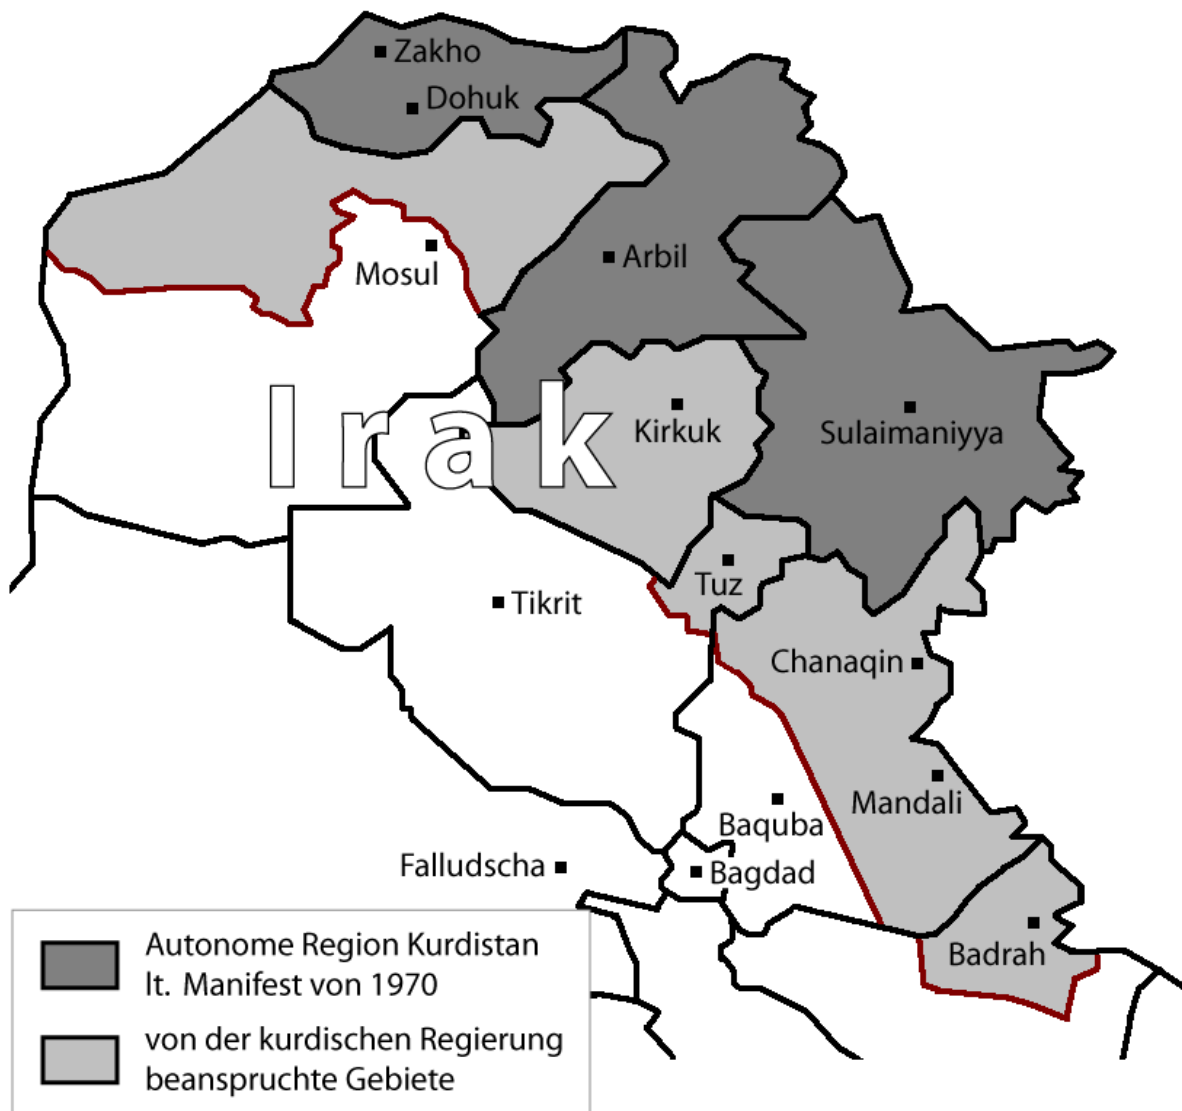 Zakho
Dohuk
Mosul
Arbil
Irak
Kirkuk
Sulaimaniyya
Tuz
Tikrit
Chanaqin
Mandali
Baquba
Falludscha
Bagdad
Badrah
Autonome Region Kurdistan
lt. Manifest von 1970
von der kurdischen Regierung
beanspruchte Gebiete